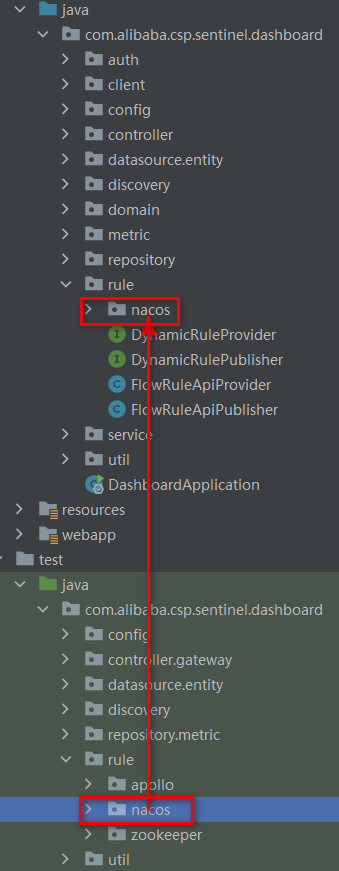 java
com.alibaba.csp.sentinel.dashboard
auth
client
config
controller
datasource.entity
discovery
domain
metric
repository
rule
nacos
DynamicRuleProvider
DynamicRulePublisher
FlowRuleApiProvider
FlowRuleApiPublisher
service
util
DashboardApplication
resources
webapp
test
java
com.alibaba.csp.sentinel.dashboard
config
controller.gateway
datasource.entity
discovery
repository.metric
rule
apollo
nacos
zookeeper
util